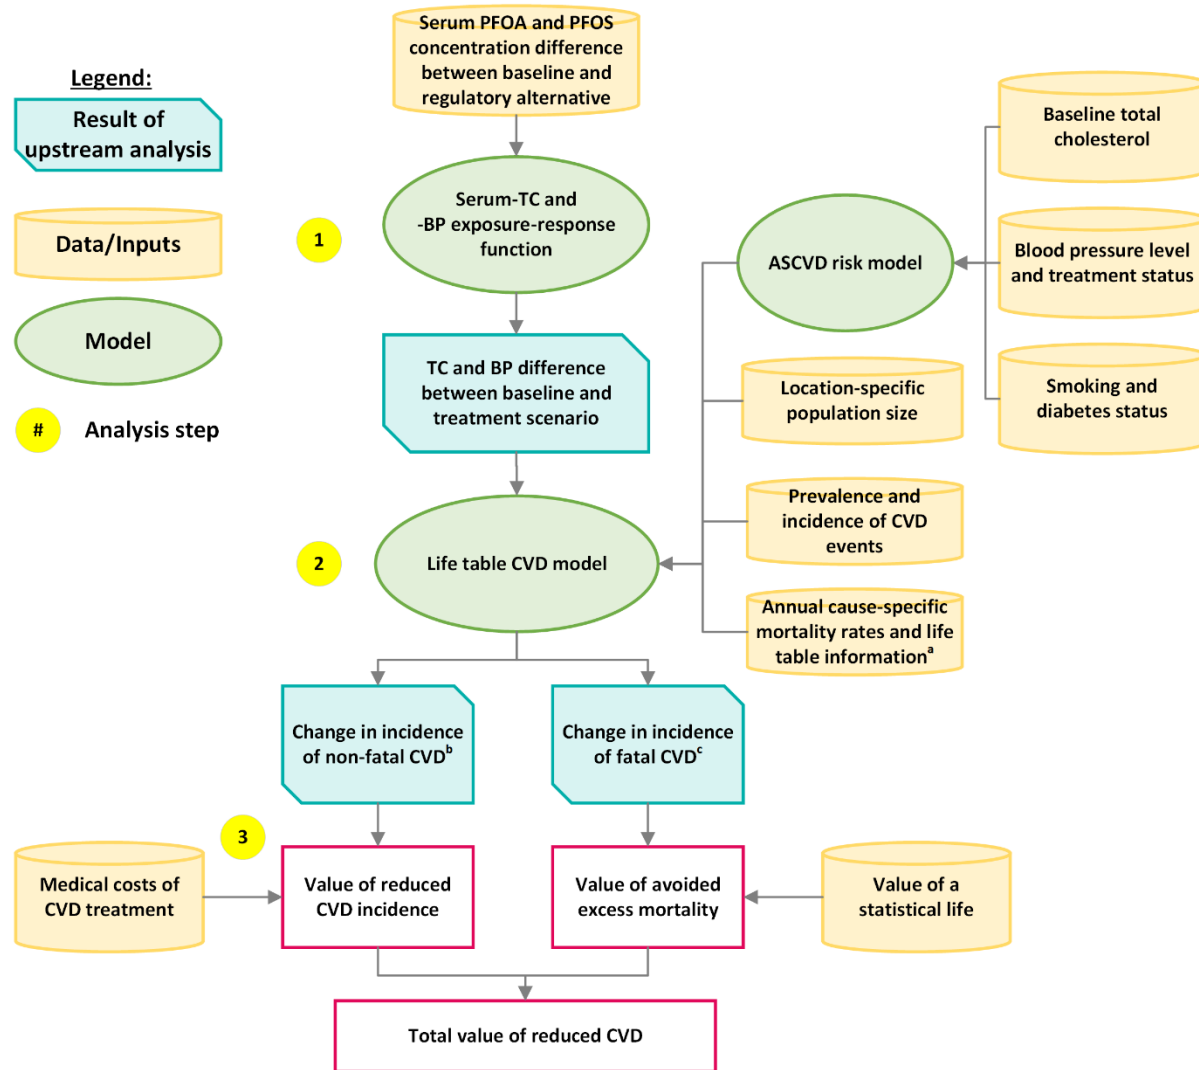 Legend:
Result of
upstream analysis
Data/Inputs
Model
# Analysis step
Serum PFOA and PFOS
concentration difference
between baseline and
regulatory alternative
1
Serum-TC and
-BP exposure-response
function
TC and BP difference
between baseline and
treatment scenario
2
Life table CVD model
ASCVD risk model
Baseline total
cholesterol
Blood pressure level
and treatment status
Smoking and
diabetes status
Location-specific
population size
Prevalence and
incidence of CVD
events
Annual cause-specific
mortality rates and life
table information^a
Change in incidence
of non-fatal CVD^b
Change in incidence
of fatal CVD^c
3
Medical costs of
CVD treatment
Value of reduced
CVD incidence
Value of avoided
excess mortality
Value of a
statistical life
Total value of reduced CVD